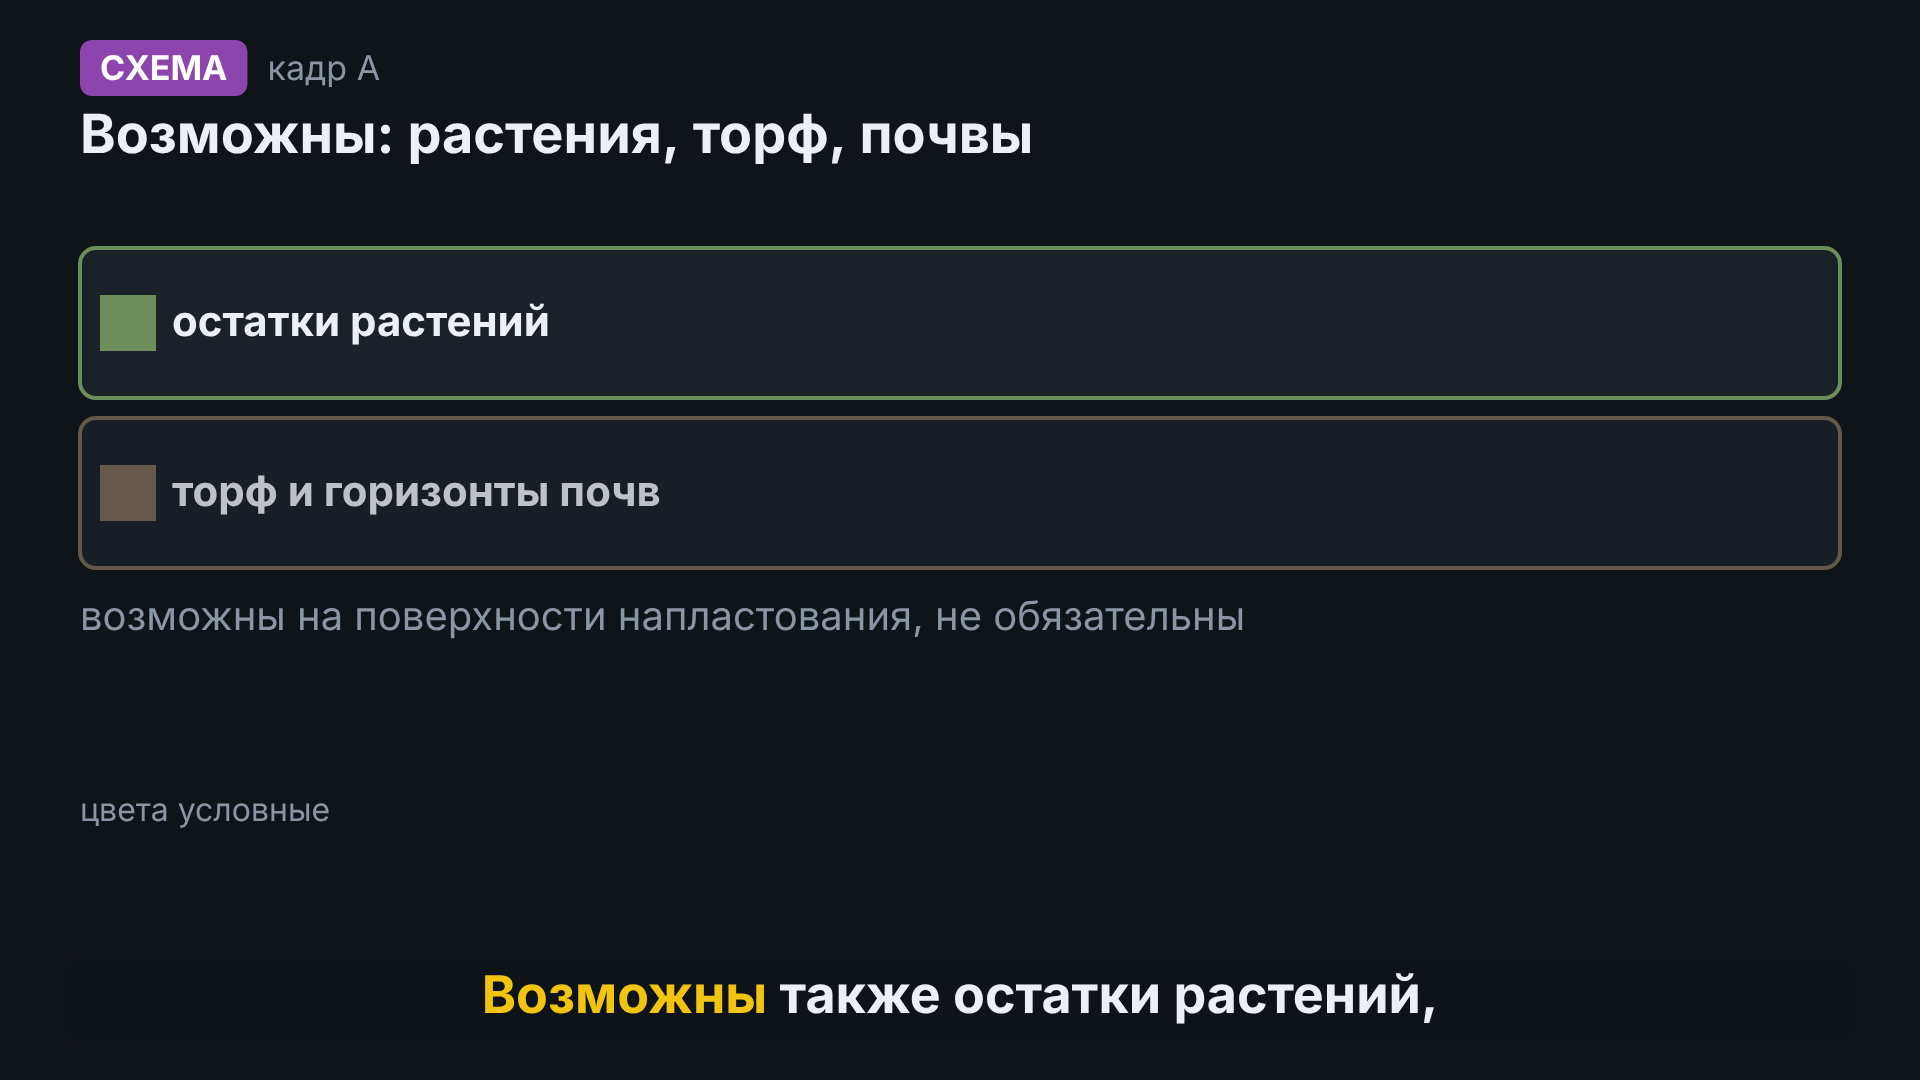 СХЕМА кадр А
Возможны: растения, торф, почвы
остатки растений
торф и горизонты почв
возможны на поверхности напластования, не обязательны
цвета условные
Возможны также остатки растений,